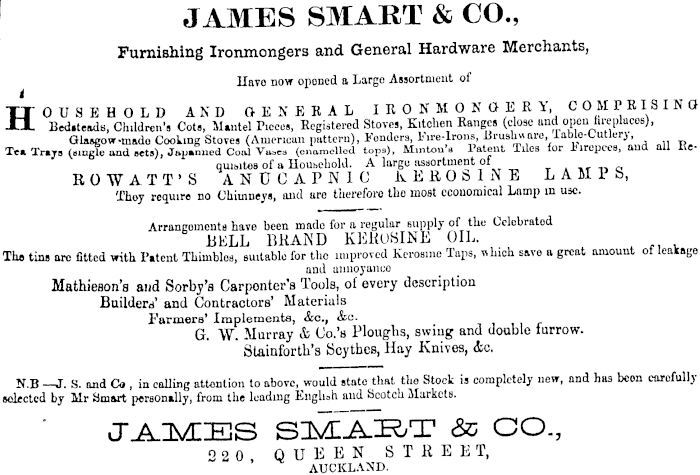 JAMES SMART & CO.,
Furnishing Ironmongers and General Hardware Merchants,
Have now opened a Large Assortment of
HOUSEHOLD AND GENERAL IRONMONGERY, COMPRISING
Bedsteads, Children's Cots, Mantel Pieces, Registered Stoves, Kitchen Ranges (close and open fireplaces),
Glasgow-made Cooking Stoves (American pattern), Fenders, Fire-Irons, Brushware, Table-Cutlery,
Tea Trays (single and sets), Japanned Coal Vases (enamelled tops), Minton's Patent Tiles for Firepces, and all Re-
quisites of a Household. A large assortment of
ROWATT'S ANUCAPNIC KEROSINE LAMPS,
They require no Chimneys, and are therefore the most economical Lamp in use.
Arrangements have been made for a regular supply of the Celebrated
BELL BRAND KEROSINE OIL.
The tins are fitted with Patent Thimbles, suitable for the improved Kerosine Taps, which save a great amount of leakage
and annoyance
Mathieson's and Sorby's Carpenter's Tools, of every description
Builders' and Contractors' Materials
Farmers' Implements, &c., &c.
G. W. Murray & Co.'s Ploughs, swing and double furrow.
Stainforth's Scythes, Hay Knives, &c.
N.B —J. S. and Co , in calling attention to above, would state that the Stock is completely new, and has been carefully
selected by Mr Smart personally, from the leading English and Scotch Markets.
JAMES SMART & CO.,
220, QUEEN STREET,
AUCKLAND.